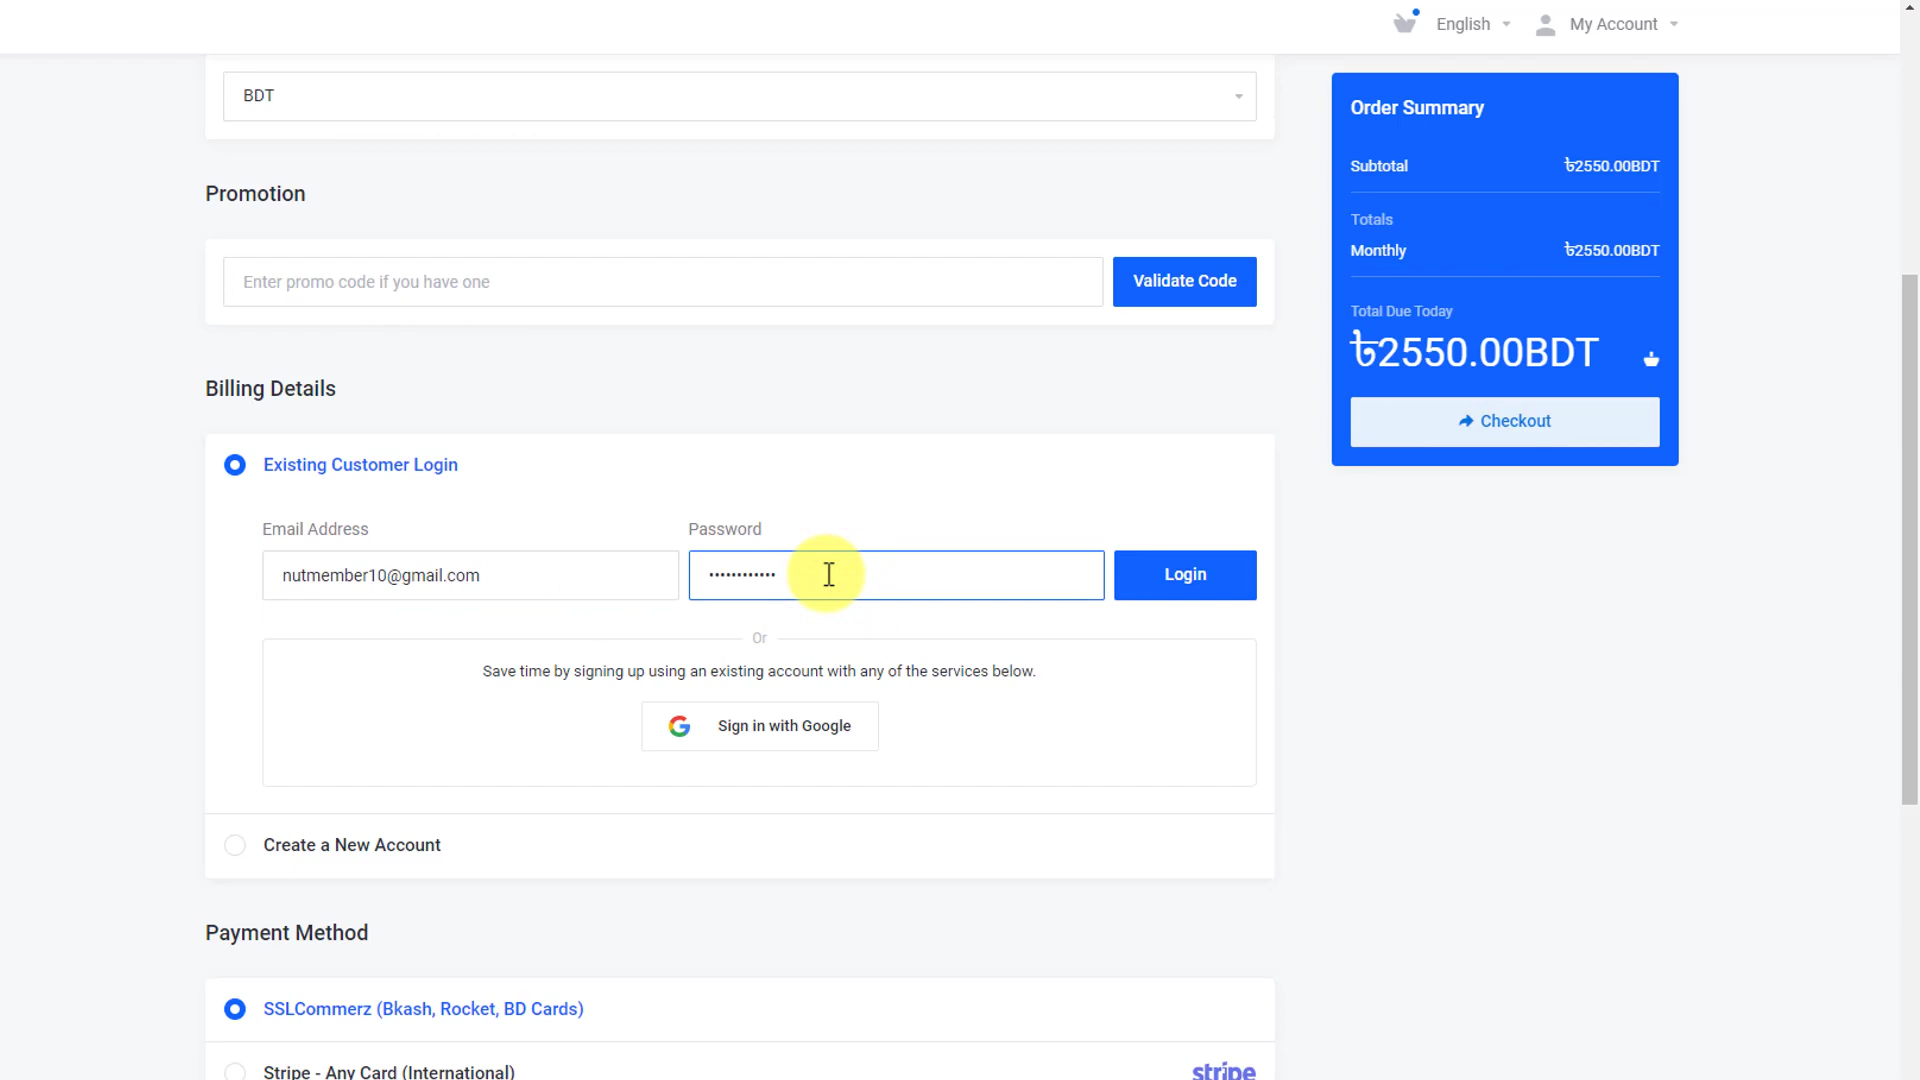 English
My Account
BDT
Promotion
Enter promo code if you have one
Validate Code
Billing Details
Existing Customer Login
Email Address
Password
nutmember10@gmail.com
••••••••••••
Login
Or
Save time by signing up using an existing account with any of the services below.
Sign in with Google
Create a New Account
Payment Method
SSLCommerz (Bkash, Rocket, BD Cards)
Stripe - Any Card (International)
stripe
Order Summary
Subtotal ৳2550.00BDT
Totals
Monthly ৳2550.00BDT
Total Due Today
৳2550.00BDT
Checkout